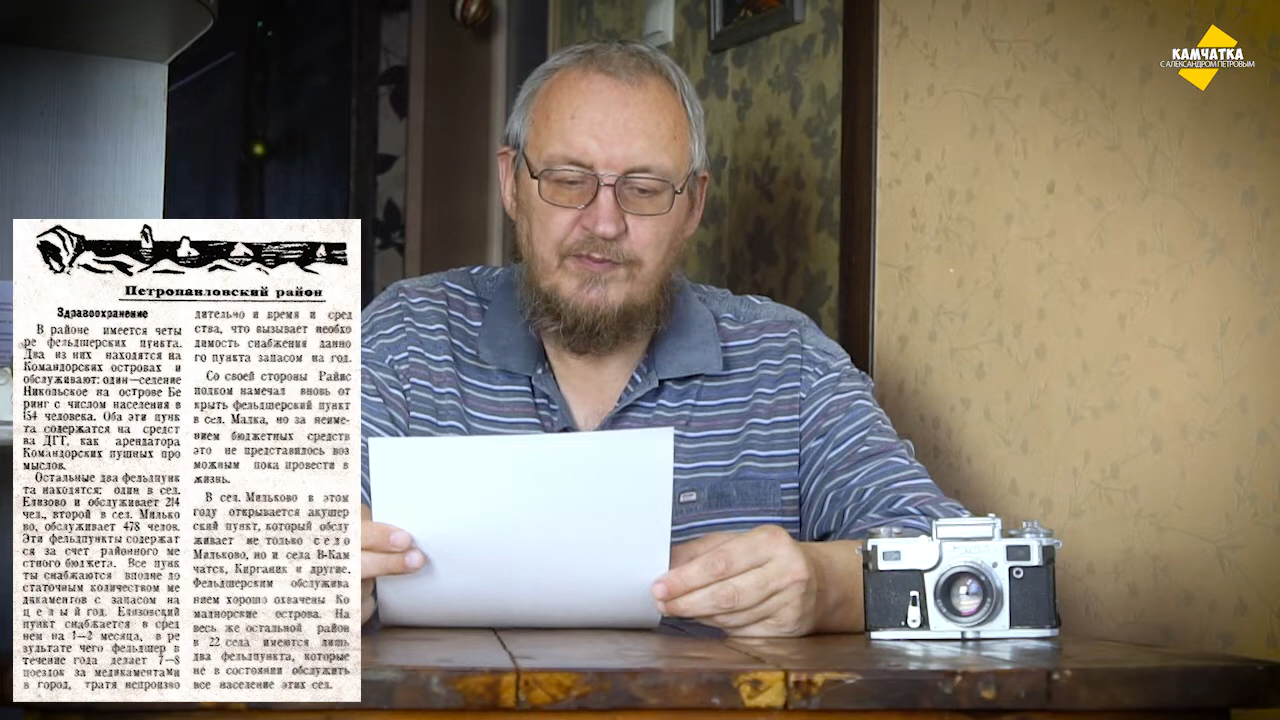 КАМЧАТКА
С АЛЕКСАНДРОМ ПЕТРОВЫМ
Петропавловский район
Здравоохранение
В районе имеется четы
ре фельдшерских пункта.
Два из них находятся на
Командорских островах и
обслуживают: один—селение
Никольское на острове Бе
ринг с числом населения в
154 человека. Оба эти пунк
та содержатся на средст
ва ДГТ, как арендатора
Командорских пушных про
мыслов.
Остальные два фельдпунк
та находятся: один в сел.
Елизово и обслуживает 214
чел., второй в сел. Милько
во, обслуживает 478 человек.
Эти фельдпункты содержат
ся за счет районного ме
стного бюджета. Все пунк
ты снабжаются вполне до
статочным количеством ме
дикаментов с запасом на
целый год. Елизовский
пункт снабжается в сред
нем на 1—2 месяца, в ре
зультате чего фельдшер в
течение года делает 7—8
поездок за медикаментами
в город, тратя непроизво
дительно и время и сред
ства, что вызывает необхо
димость снабжения данно
го пункта запасом на год.
Со своей стороны Райис
полком намечал вновь от
крыть фельдшерский пункт
в сел. Малка, но за неиме-
нием бюджетных средств
это не представилось воз
можным пока провести в
жизнь.
В сел. Мильково в этом
году открывается акушер
ский пункт, который обслу
живает не только село
Мильково, но и села В-Кам
чатск, Кирганик и другие.
Фельдшерским обслужива
нием хорошо охвачены Ко
мадиорские острова. На
весь же остальной район
в 22 села имеются лишь
два фельдпункта, которые
не в состоянии обслужить
все население этих сел.